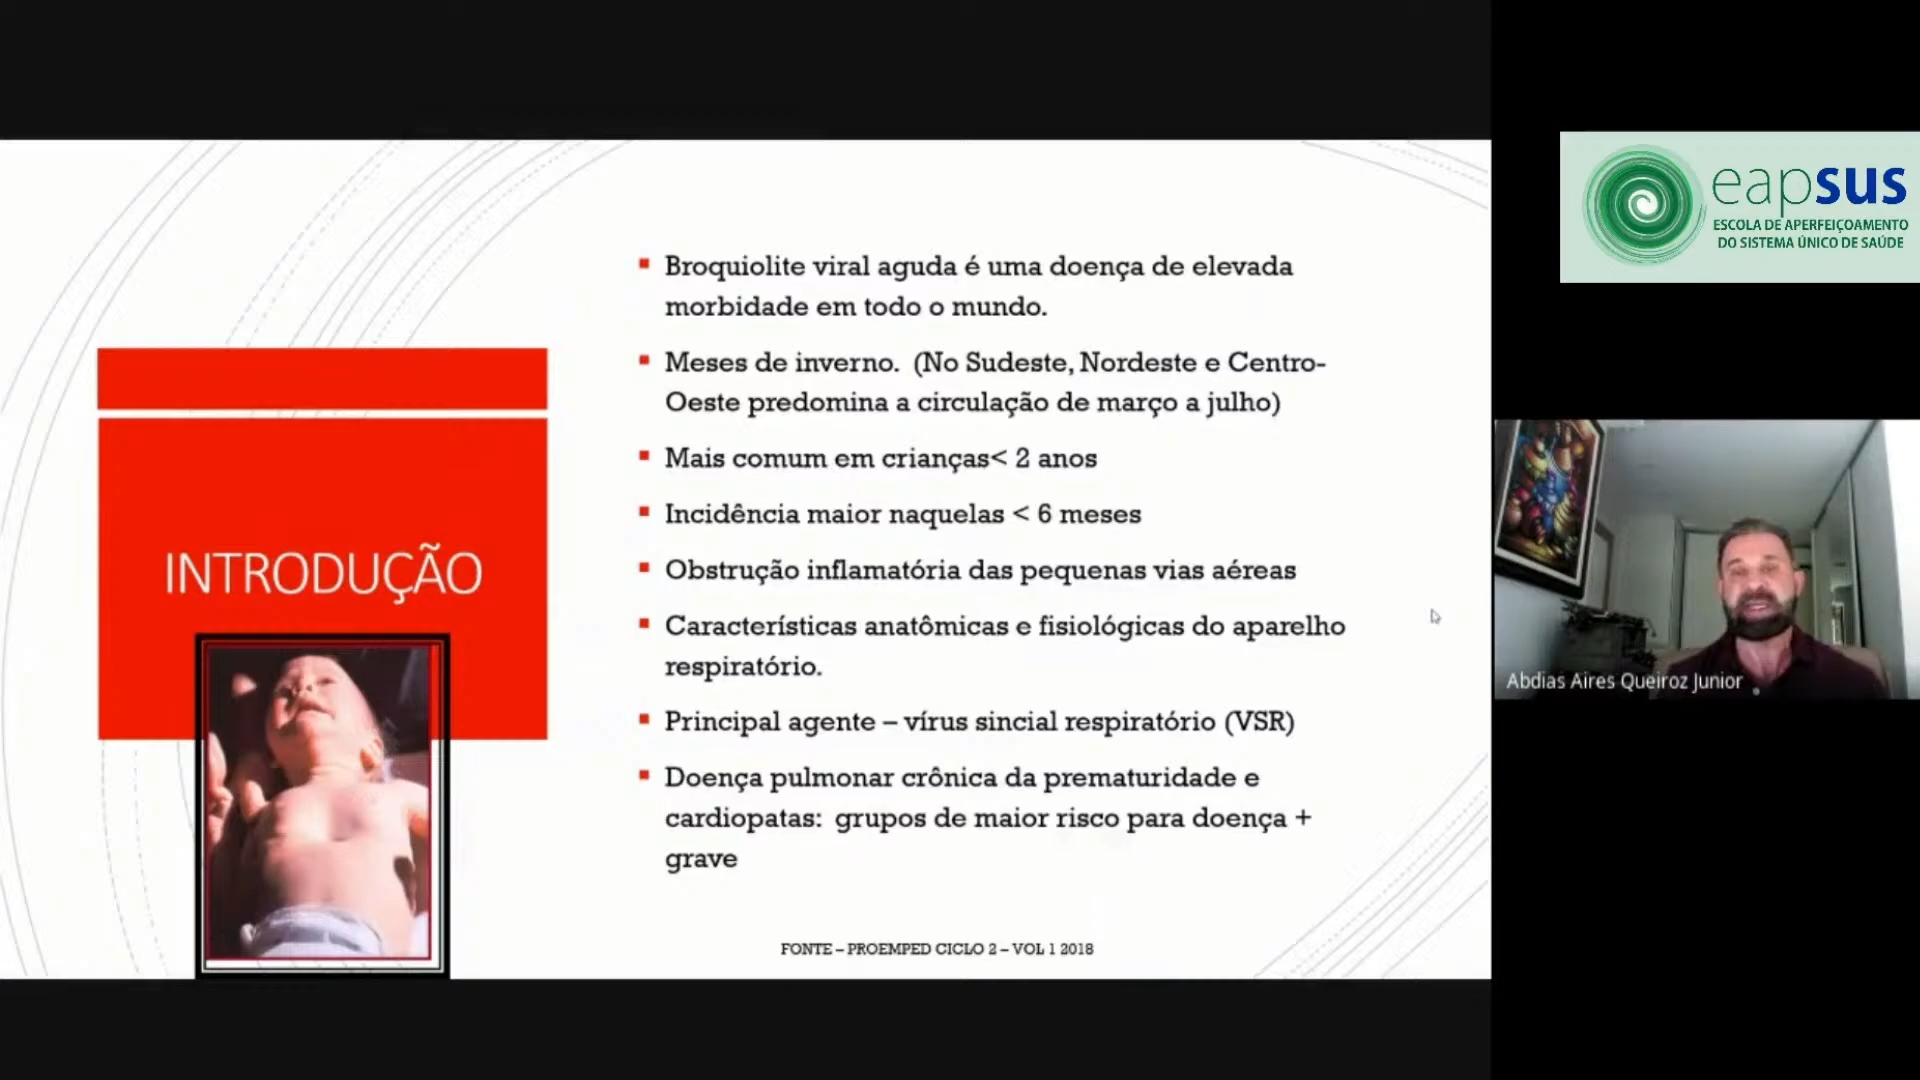 INTRODUÇÃO
Broquiolite viral aguda é uma doença de elevada
morbidade em todo o mundo.
Meses de inverno. (No Sudeste, Nordeste e Centro-
Oeste predomina a circulação de março a julho)
Mais comum em crianças< 2 anos
Incidência maior naquelas < 6 meses
Obstrução inflamatória das pequenas vias aéreas
Características anatômicas e fisiológicas do aparelho
respiratório.
Principal agente – vírus sincial respiratório (VSR)
Doença pulmonar crônica da prematuridade e
cardiopatas: grupos de maior risco para doença +
grave
FONTE – PROEMPED CICLO 2 – VOL 1 2018
eapsus
ESCOLA DE APERFEIÇOAMENTO
DO SISTEMA ÚNICO DE SAÚDE
Abdias Aires Queiroz Junior